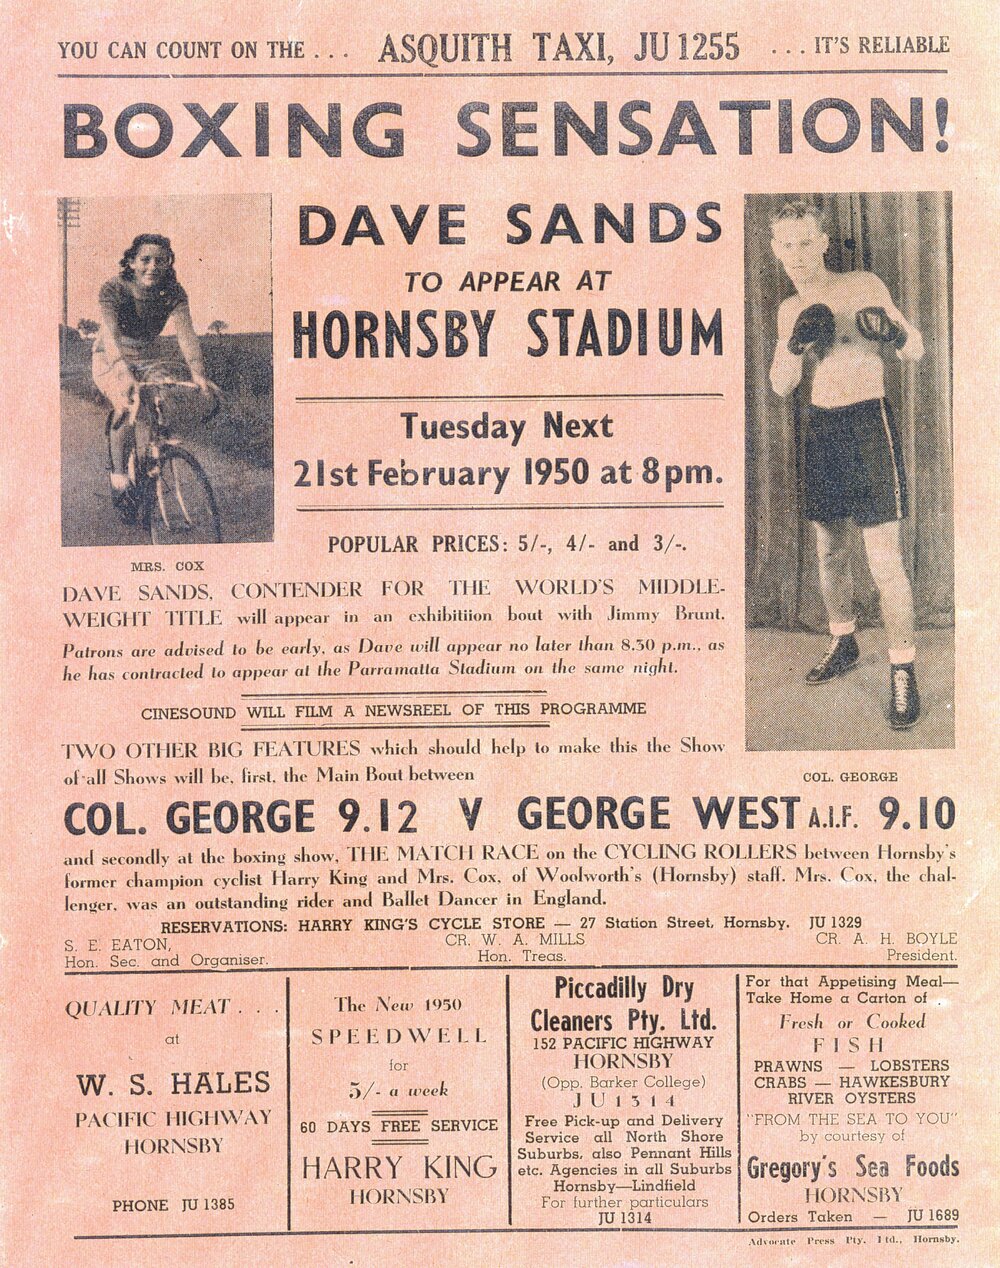 YOU CAN COUNT ON THE ... ASQUITH TAXI, JU 1255 ... IT'S RELIABLE
BOXING SENSATION!
DAVE SANDS
TO APPEAR AT
HORNSBY STADIUM
Tuesday Next
21st February 1950 at 8pm.
POPULAR PRICES: 5/-, 4/- and 3/-.
MRS. COX
DAVE SANDS, CONTENDER FOR THE WORLD'S MIDDLE-
WEIGHT TITLE will appear in an exhibitiion bout with Jimmy Brunt.
Patrons are advised to be early, as Dave will appear no later than 8.30 p.m., as
he has contracted to appear at the Parramatta Stadium on the same night.
CINESOUND WILL FILM A NEWSREEL OF THIS PROGRAMME
TWO OTHER BIG FEATURES which should help to make this the Show
of all Shows will be, first, the Main Bout between
COL. GEORGE
COL. GEORGE 9.12 V GEORGE WEST A.I.F. 9.10
and secondly at the boxing show, THE MATCH RACE on the CYCLING ROLLERS between Hornsby's
former champion cyclist Harry King and Mrs. Cox, of Woolworth's (Hornsby) staff. Mrs. Cox, the chal-
lenger, was an outstanding rider and Ballet Dancer in England.
RESERVATIONS: HARRY KING'S CYCLE STORE — 27 Station Street, Hornsby. JU 1329
S. E. EATON,
Hon. Sec. and Organiser.
CR. W. A. MILLS
Hon. Treas.
CR. A. H. BOYLE
President.
QUALITY MEAT . . .
at
W. S. HALES
PACIFIC HIGHWAY
HORNSBY
PHONE JU 1385
The New 1950
SPEEDWELL
for
5/- a week
60 DAYS FREE SERVICE
HARRY KING
HORNSBY
Piccadilly Dry
Cleaners Pty. Ltd.
152 PACIFIC HIGHWAY
HORNSBY
(Opp. Barker College)
JU1314
Free Pick-up and Delivery
Service all North Shore
Suburbs, also Pennant Hills
etc. Agencies in all Suburbs
Hornsby—Lindfield
For further particulars
JU 1314
For that Appetising Meal—
Take Home a Carton of
Fresh or Cooked
FISH
PRAWNS — LOBSTERS
CRABS — HAWKESBURY
RIVER OYSTERS
"FROM THE SEA TO YOU"
by courtesy of
Gregory's Sea Foods
HORNSBY
Orders Taken — JU 1689
Advocate Press Pty. Ltd., Hornsby.